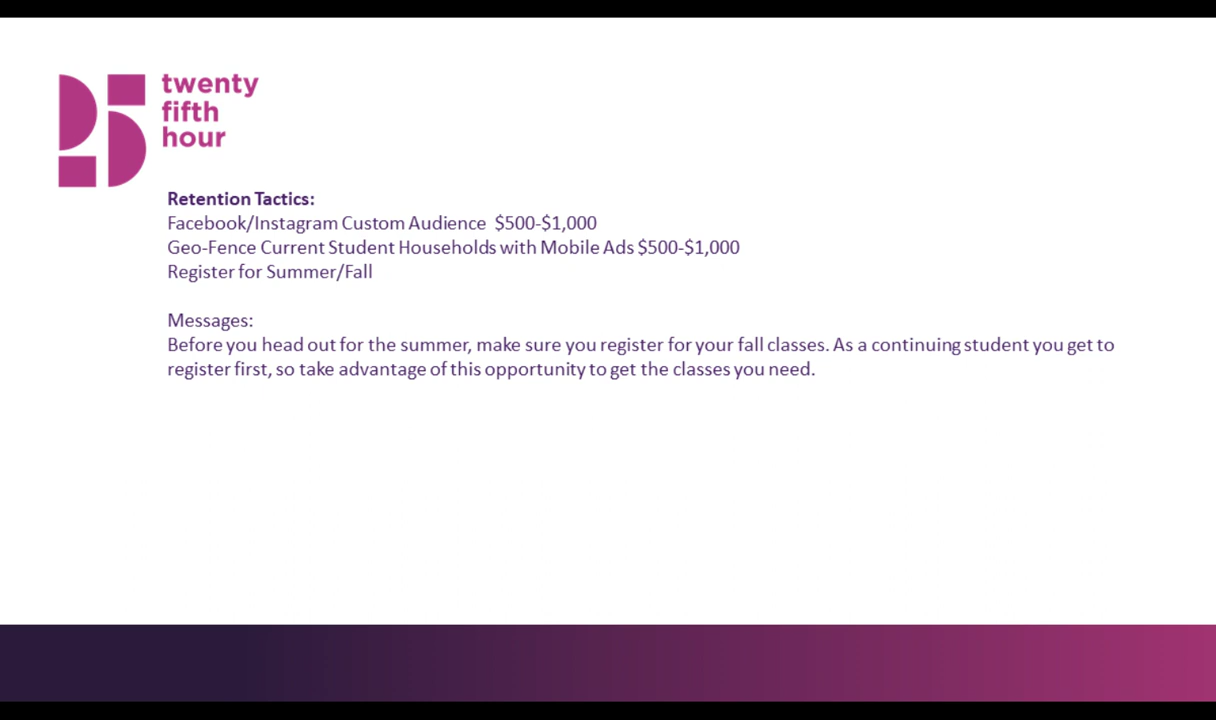 twenty
fifth
hour
Retention Tactics:
Facebook/Instagram Custom Audience  $500-$1,000
Geo-Fence Current Student Households with Mobile Ads $500-$1,000
Register for Summer/Fall
Messages:
Before you head out for the summer, make sure you register for your fall classes. As a continuing student you get to
register first, so take advantage of this opportunity to get the classes you need.